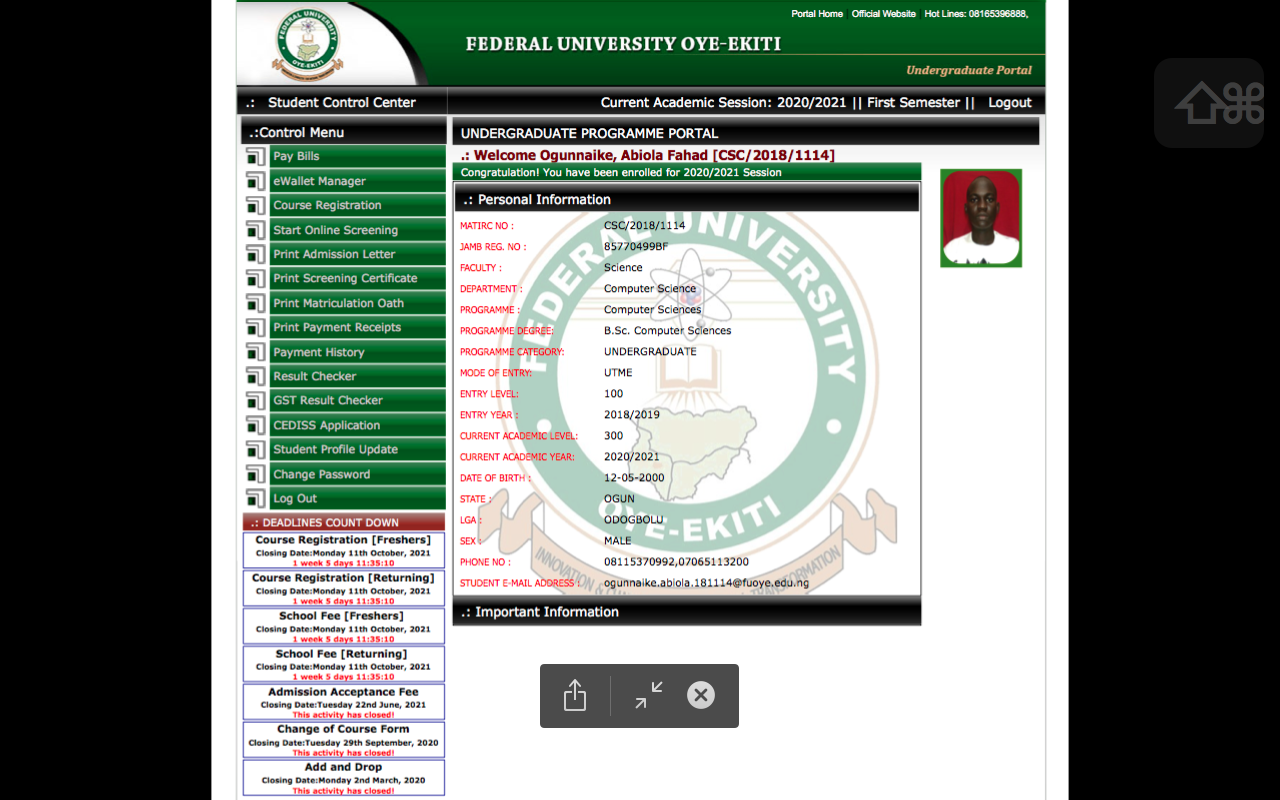 FEDERAL UNIVERSITY
OYE-EKITI
Portal Home Official Website Hot Lines: 08165396888,
FEDERAL UNIVERSITY OYE-EKITI
Undergraduate Portal
.: Student Control Center
Current Academic Session: 2020/2021 || First Semester || Logout
.:Control Menu
Pay Bills
eWallet Manager
Course Registration
Start Online Screening
Print Admission Letter
Print Screening Certificate
Print Matriculation Oath
Print Payment Receipts
Payment History
Result Checker
GST Result Checker
CEDISS Application
Student Profile Update
Change Password
Log Out
.: DEADLINES COUNT DOWN
Course Registration [Freshers]
Closing Date:Monday 11th October, 2021
1 week 5 days 11:35:10
Course Registration [Returning]
Closing Date:Monday 11th October, 2021
1 week 5 days 11:35:10
School Fee [Freshers]
Closing Date:Monday 11th October, 2021
1 week 5 days 11:35:10
School Fee [Returning]
Closing Date:Monday 11th October, 2021
1 week 5 days 11:35:10
Admission Acceptance Fee
Closing Date:Tuesday 22nd June, 2021
This activity has closed!
Change of Course Form
Closing Date:Tuesday 29th September, 2020
This activity has closed!
Add and Drop
Closing Date:Monday 2nd March, 2020
This activity has closed!
UNDERGRADUATE PROGRAMME PORTAL
.: Welcome Ogunnaike, Abiola Fahad [CSC/2018/1114]
Congratulation! You have been enrolled for 2020/2021 Session
.: Personal Information
MATIRC NO : CSC/2018/1114
JAMB REG. NO : 85770499BF
FACULTY : Science
DEPARTMENT : Computer Science
PROGRAMME : Computer Sciences
PROGRAMME DEGREE: B.Sc. Computer Sciences
PROGRAMME CATEGORY: UNDERGRADUATE
MODE OF ENTRY: UTME
ENTRY LEVEL: 100
ENTRY YEAR : 2018/2019
CURRENT ACADEMIC LEVEL: 300
CURRENT ACADEMIC YEAR: 2020/2021
DATE OF BIRTH : 12-05-2000
STATE : OGUN
LGA : ODOGBOLU
SEX : MALE
PHONE NO : 08115370992,07065113200
STUDENT E-MAIL ADDRESS : ogunnaike.abiola.181114@fuoye.edu.ng
FEDERAL UNIVERSITY
OYE-EKITI
INNOVATION & TRANSFORMATION
.: Important Information